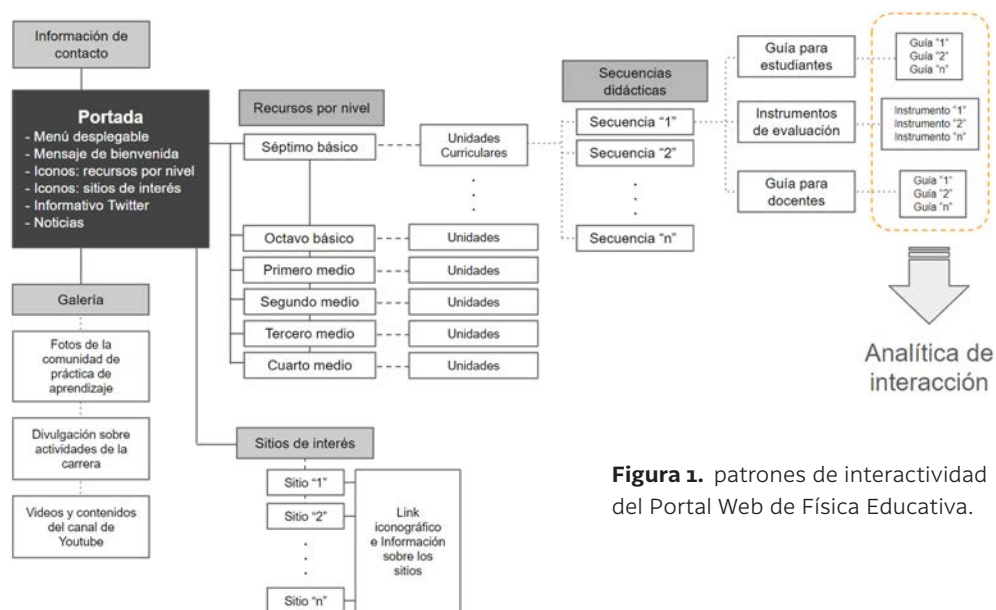 Información de
contacto
Portada
- Menú desplegable
- Mensaje de bienvenida
- Iconos: recursos por nivel
- Iconos: sitios de interés
- Informativo Twitter
- Noticias
Galería
Fotos de la
comunidad de
práctica de
aprendizaje
Divulgación sobre
actividades de la
carrera
Videos y contenidos
del canal de
Youtube
Recursos por nivel
Séptimo básico
Octavo básico
Primero medio
Segundo medio
Tercero medio
Cuarto medio
Unidades
Curriculares
Unidades
Unidades
Unidades
Unidades
Unidades
Secuencias
didácticas
Secuencia "1"
Secuencia "2"
Secuencia "n"
Guía para
estudiantes
Instrumentos
de evaluación
Guía para
docentes
Guía "1"
Guía "2"
Guía "n"
Instrumento "1"
Instrumento "2"
Instrumento "n"
Guía "1"
Guía "2"
Guía "n"
Analítica de
interacción
Sitios de interés
Sitio "1"
Sitio "2"
Sitio "n"
Link
iconográfico
e Información
sobre los
sitios
Figura 1. patrones de interactividad
del Portal Web de Física Educativa.